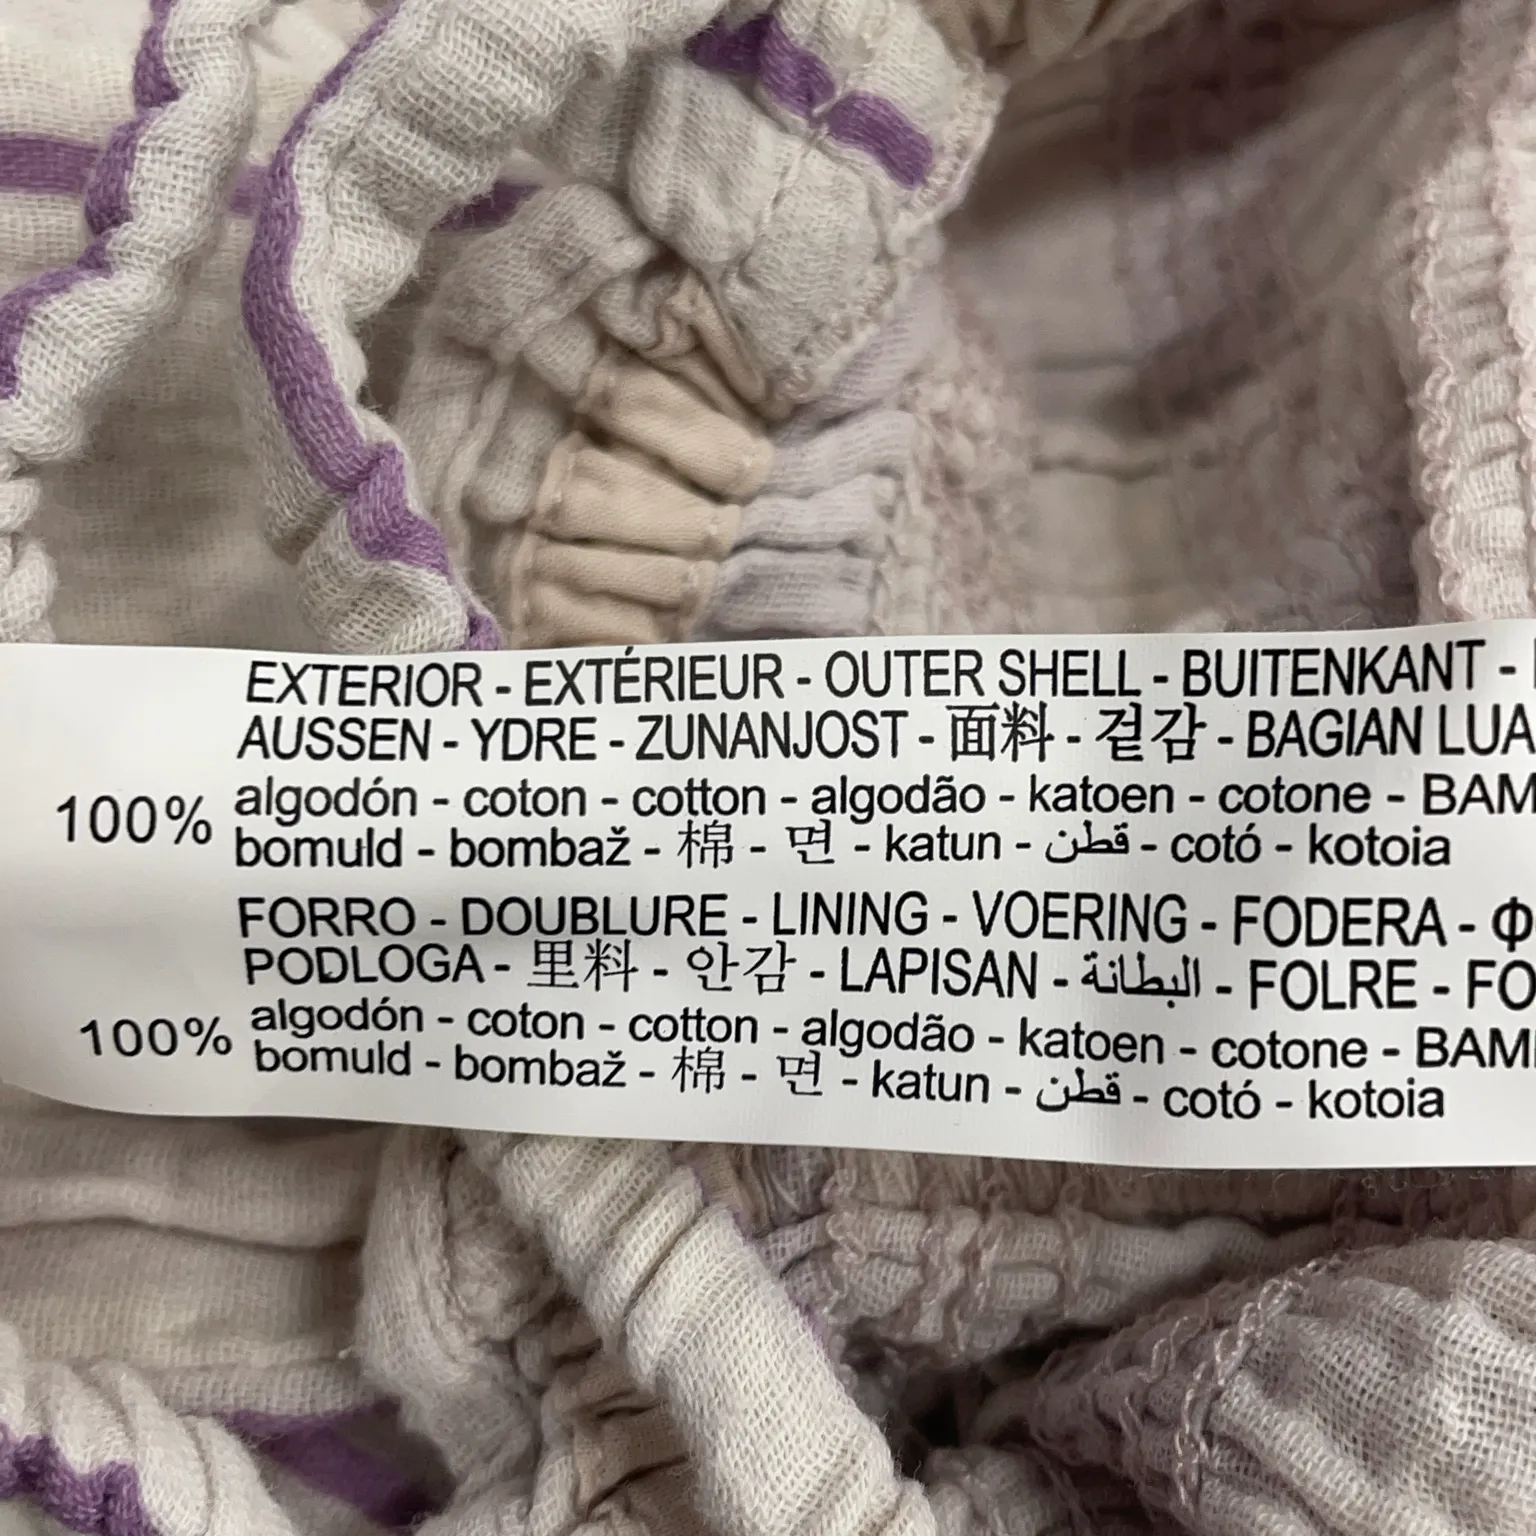 EXTERIOR - EXTÉRIEUR - OUTER SHELL - BUITENKANT -
AUSSEN - YDRE - ZUNANJOST - 面料 - 겉감 - BAGIAN LUA
100% algodón - coton - cotton - algodão - katoen - cotone - BAM
bomuld - bombaž - 棉 - 면 - katun - قطن - cotó - kotoia
FORRO - DOUBLURE - LINING - VOERING - FODERA - Φ
PODLOGA - 里料 - 안감 - LAPISAN - البطانة - FOLRE - FO
100% algodón - coton - cotton - algodão - katoen - cotone - BAM
bomuld - bombaž - 棉 - 면 - katun - قطن - cotó - kotoia